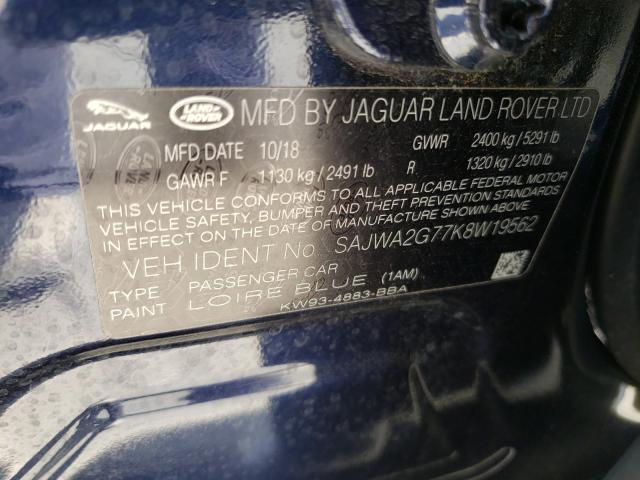 JAGUAR LAND ROVER MFD BY JAGUAR LAND ROVER LTD
MFD DATE 10/18 GVWR 2400 kg / 5291 lb
GAWR F 1130 kg / 2491 lb R 1320 kg / 2910 lb
THIS VEHICLE CONFORMS TO ALL APPLICABLE FEDERAL MOTOR
VEHICLE SAFETY, BUMPER AND THEFT PREVENTION STANDARDS
IN EFFECT ON THE DATE OF MANUFACTURE SHOWN ABOVE.
VEH IDENT No SAJWA2G77K8W19562
TYPE PASSENGER CAR
PAINT LOIRE BLUE (1AM)
KW93-4883-BBA